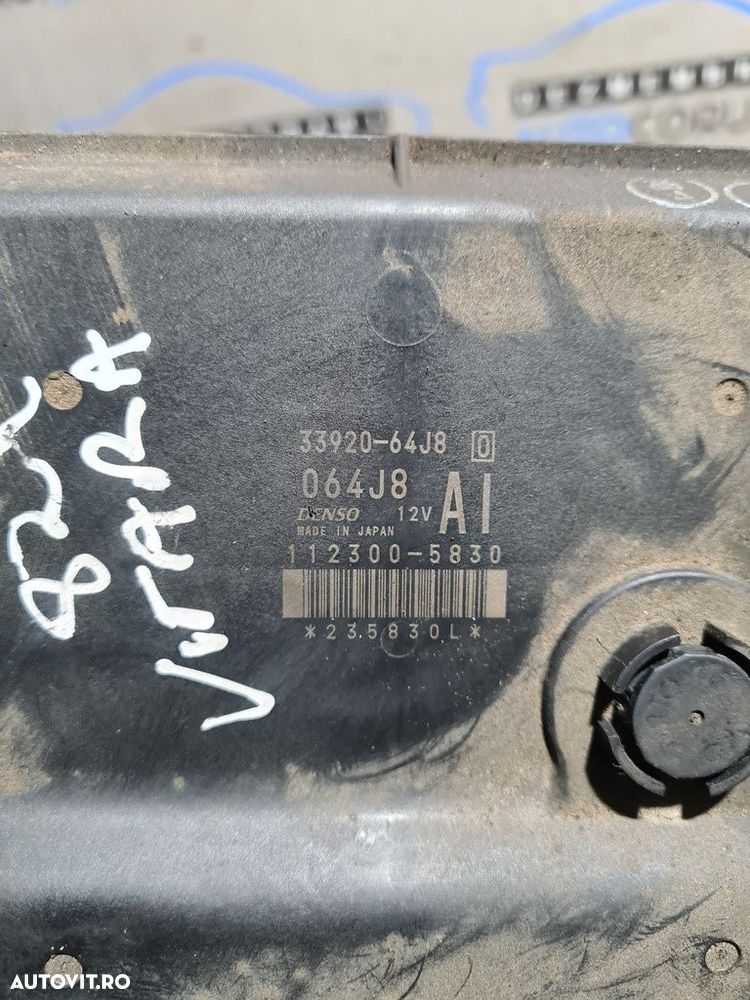 33920-64J8 0
064J8
DENSO 12V AI
MADE IN JAPAN
112300-5830
*235830L*
VITARA
AUTOVIT.RO